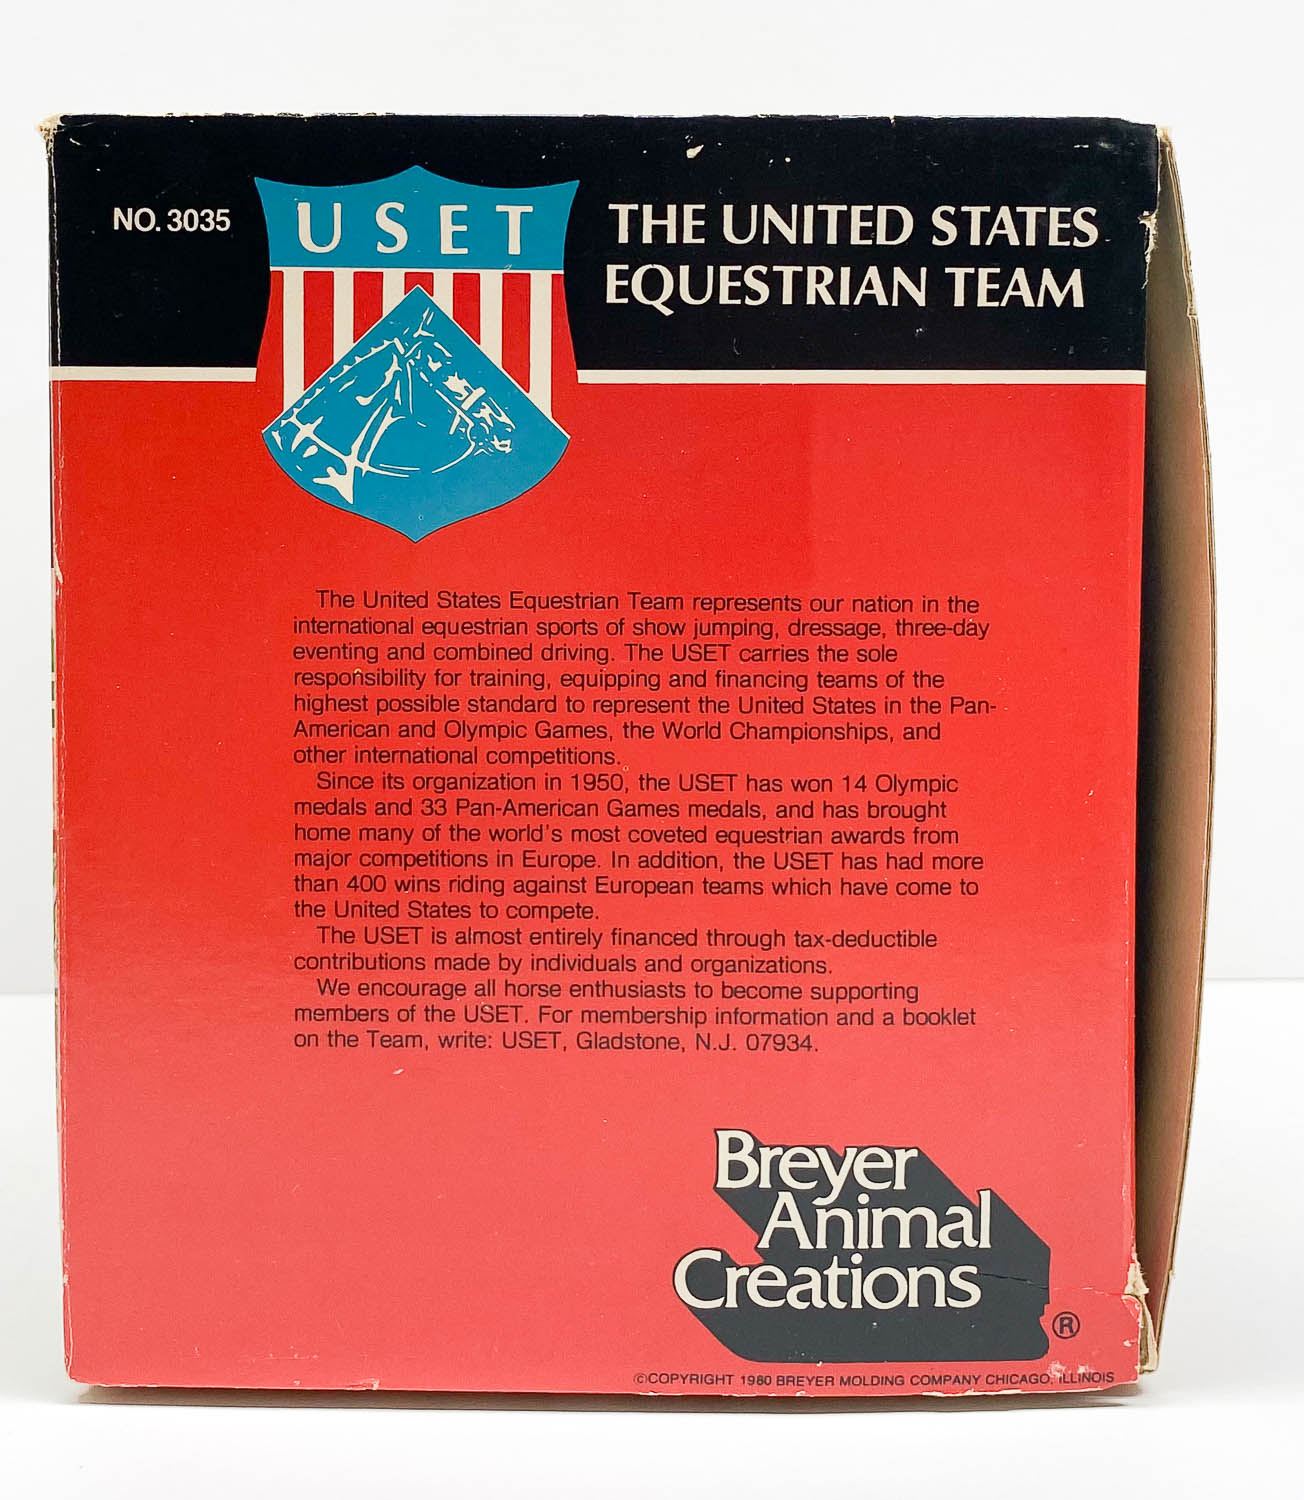 NO. 3035
USET
THE UNITED STATES
EQUESTRIAN TEAM
The United States Equestrian Team represents our nation in the
international equestrian sports of show jumping, dressage, three-day
eventing and combined driving. The USET carries the sole
responsibility for training, equipping and financing teams of the
highest possible standard to represent the United States in the Pan-
American and Olympic Games, the World Championships, and
other international competitions.
Since its organization in 1950, the USET has won 14 Olympic
medals and 33 Pan-American Games medals, and has brought
home many of the world's most coveted equestrian awards from
major competitions in Europe. In addition, the USET has had more
than 400 wins riding against European teams which have come to
the United States to compete.
The USET is almost entirely financed through tax-deductible
contributions made by individuals and organizations.
We encourage all horse enthusiasts to become supporting
members of the USET. For membership information and a booklet
on the Team, write: USET, Gladstone, N.J. 07934.
Breyer
Animal
Creations
®
©COPYRIGHT 1980 BREYER MOLDING COMPANY CHICAGO, ILLINOIS